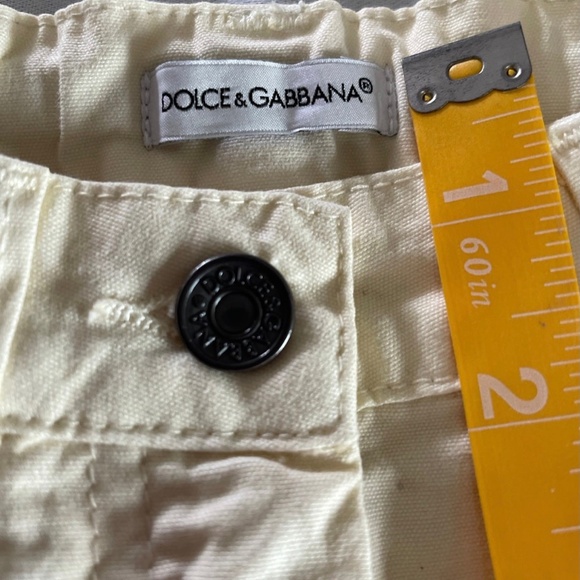 DOLCE & GABBANA®
DOLCE & GABBANA
1
60in
2